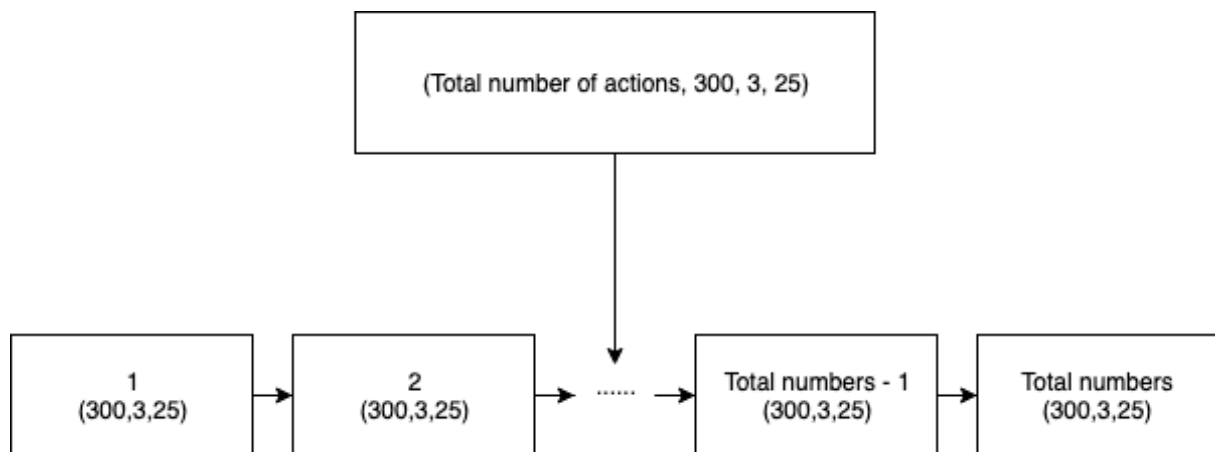 (Total number of actions, 300, 3, 25)
1
(300,3,25)
2
(300,3,25)
......
Total numbers - 1
(300,3,25)
Total numbers
(300,3,25)